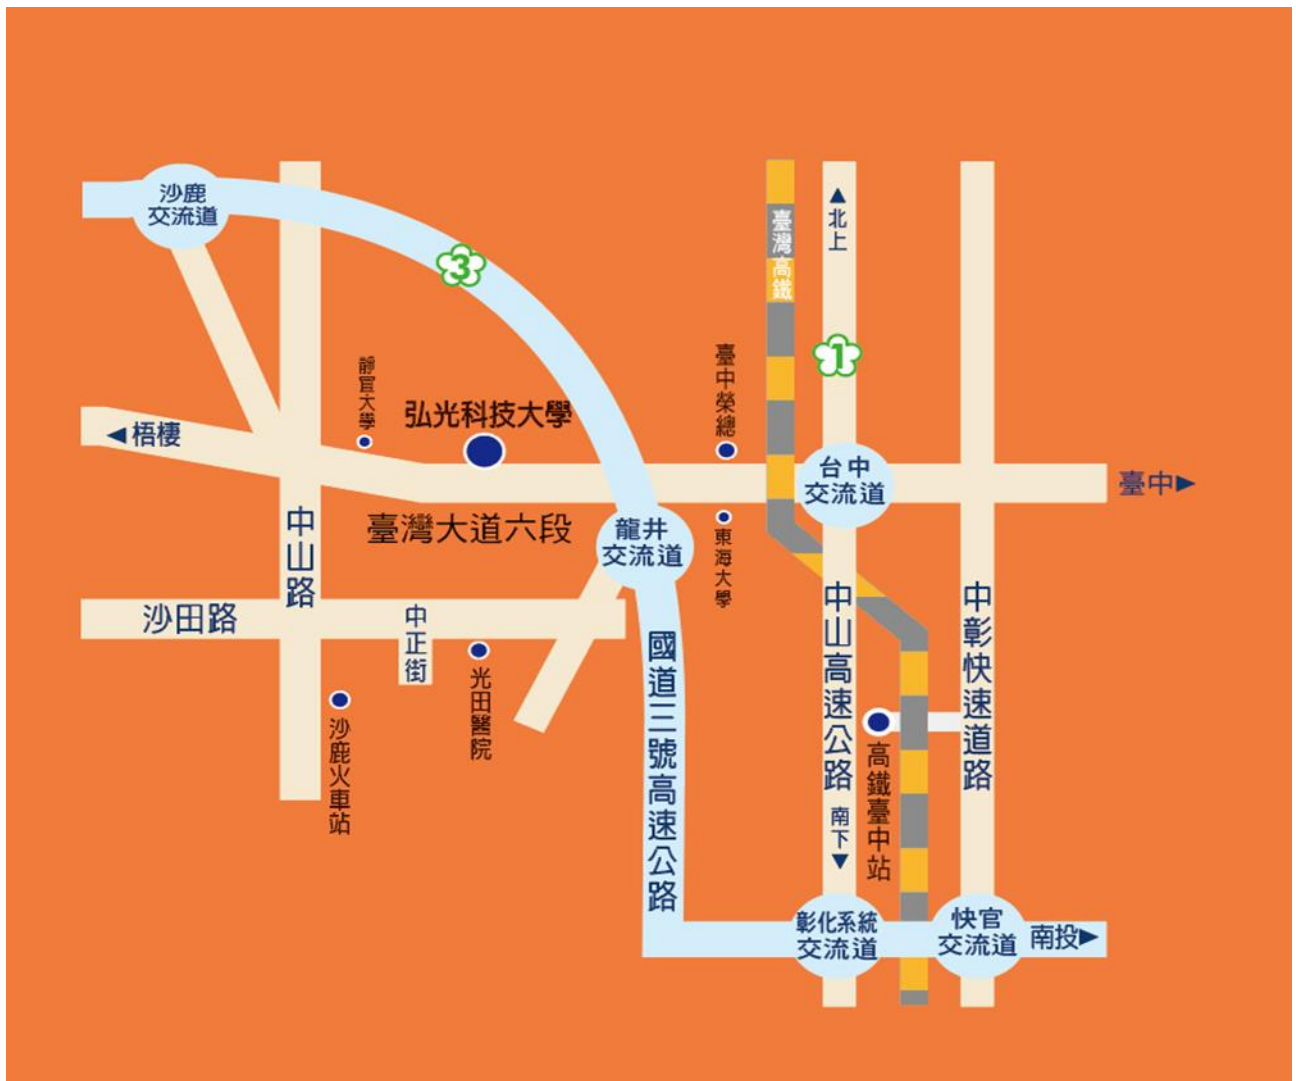 沙鹿
交流道
3
臺灣高鐵
北上
1
靜宜大學
弘光科技大學
臺中榮總
梧棲
台中
交流道
臺中
臺灣大道六段
龍井
交流道
東海大學
中山路
沙田路
中正街
光田醫院
沙鹿火車站
國道三號高速公路
中山高速公路
南下
中彰快速道路
高鐵臺中站
彰化系統
交流道
快官
交流道
南投